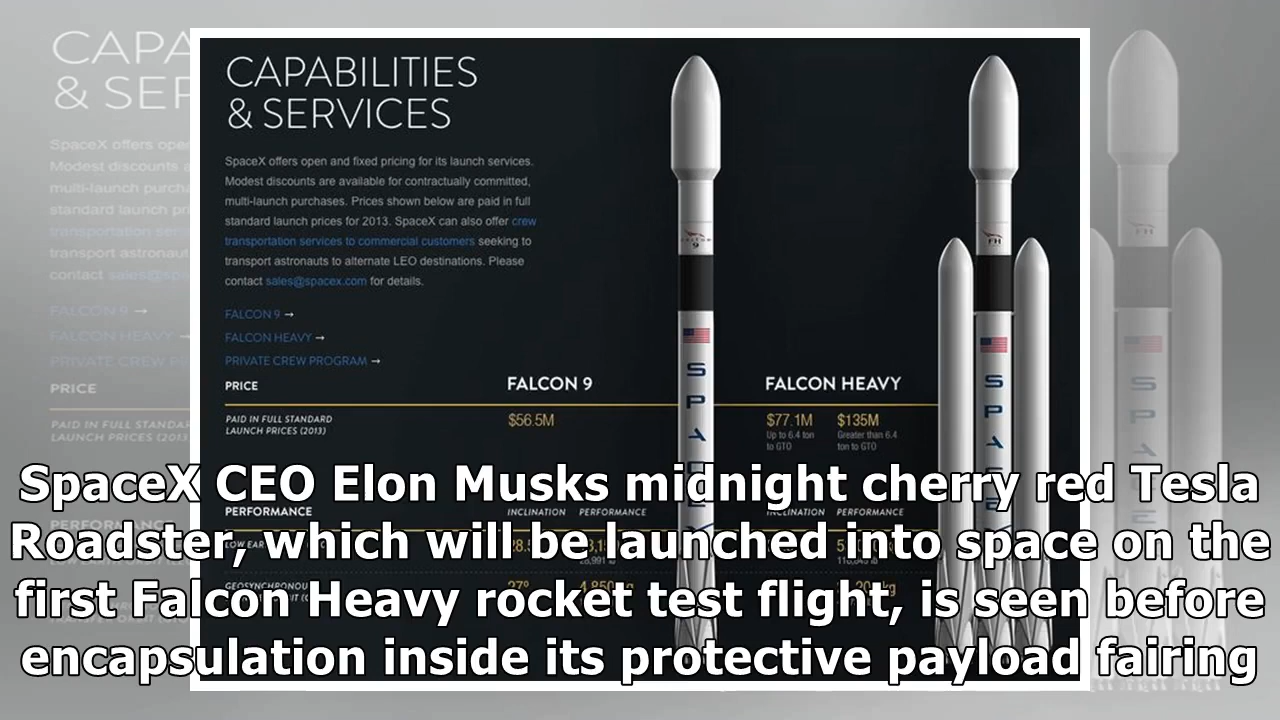 CAPABILITIES
& SERVICES
SpaceX offers open and fixed pricing for its launch services.
Modest discounts are available for contractually committed,
multi-launch purchases. Prices shown below are paid in full
standard launch prices for 2013. SpaceX can also offer crew
transportation services to commercial customers seeking to
transport astronauts to alternate LEO destinations. Please
contact sales@spacex.com for details.
FALCON 9 →
FALCON HEAVY →
PRIVATE CREW PROGRAM →
PRICE FALCON 9 FALCON HEAVY
PAID IN FULL STANDARD
LAUNCH PRICES (2013)
$56.5M
$77.1M $135M
Up to 6.4 ton Greater than 6.4
to GTO ton to GTO
FH
SPACEX
PERFORMANCE INCLINATION PERFORMANCE INCLINATION PERFORMANCE
SpaceX CEO Elon Musks midnight cherry red Tesla
Roadster, which will be launched into space on the
first Falcon Heavy rocket test flight, is seen before
encapsulation inside its protective payload fairing